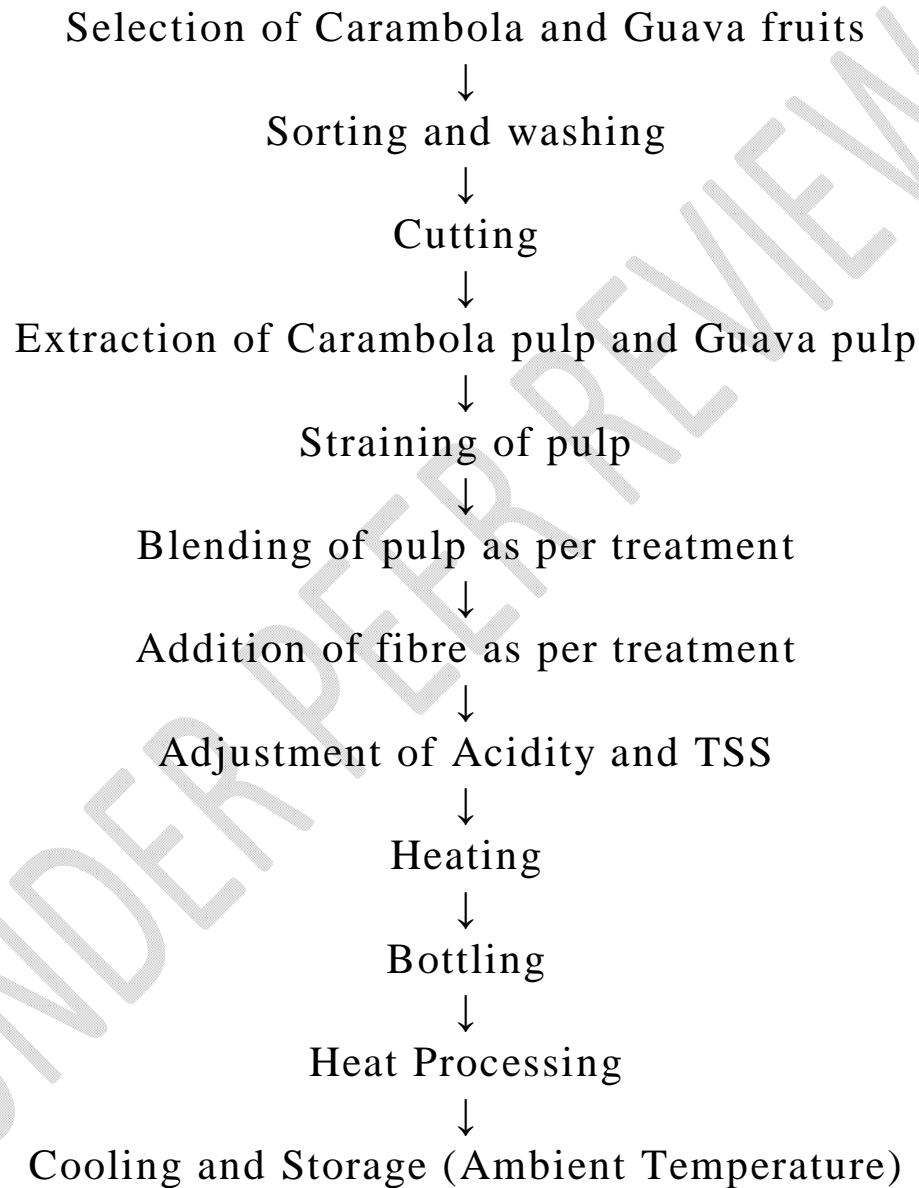 Selection of Carambola and Guava fruits
↓
Sorting and washing
↓
Cutting
↓
Extraction of Carambola pulp and Guava pulp
↓
Straining of pulp
↓
Blending of pulp as per treatment
↓
Addition of fibre as per treatment
↓
Adjustment of Acidity and TSS
↓
Heating
↓
Bottling
↓
Heat Processing
↓
Cooling and Storage (Ambient Temperature)
UNDER PEER REVIEW